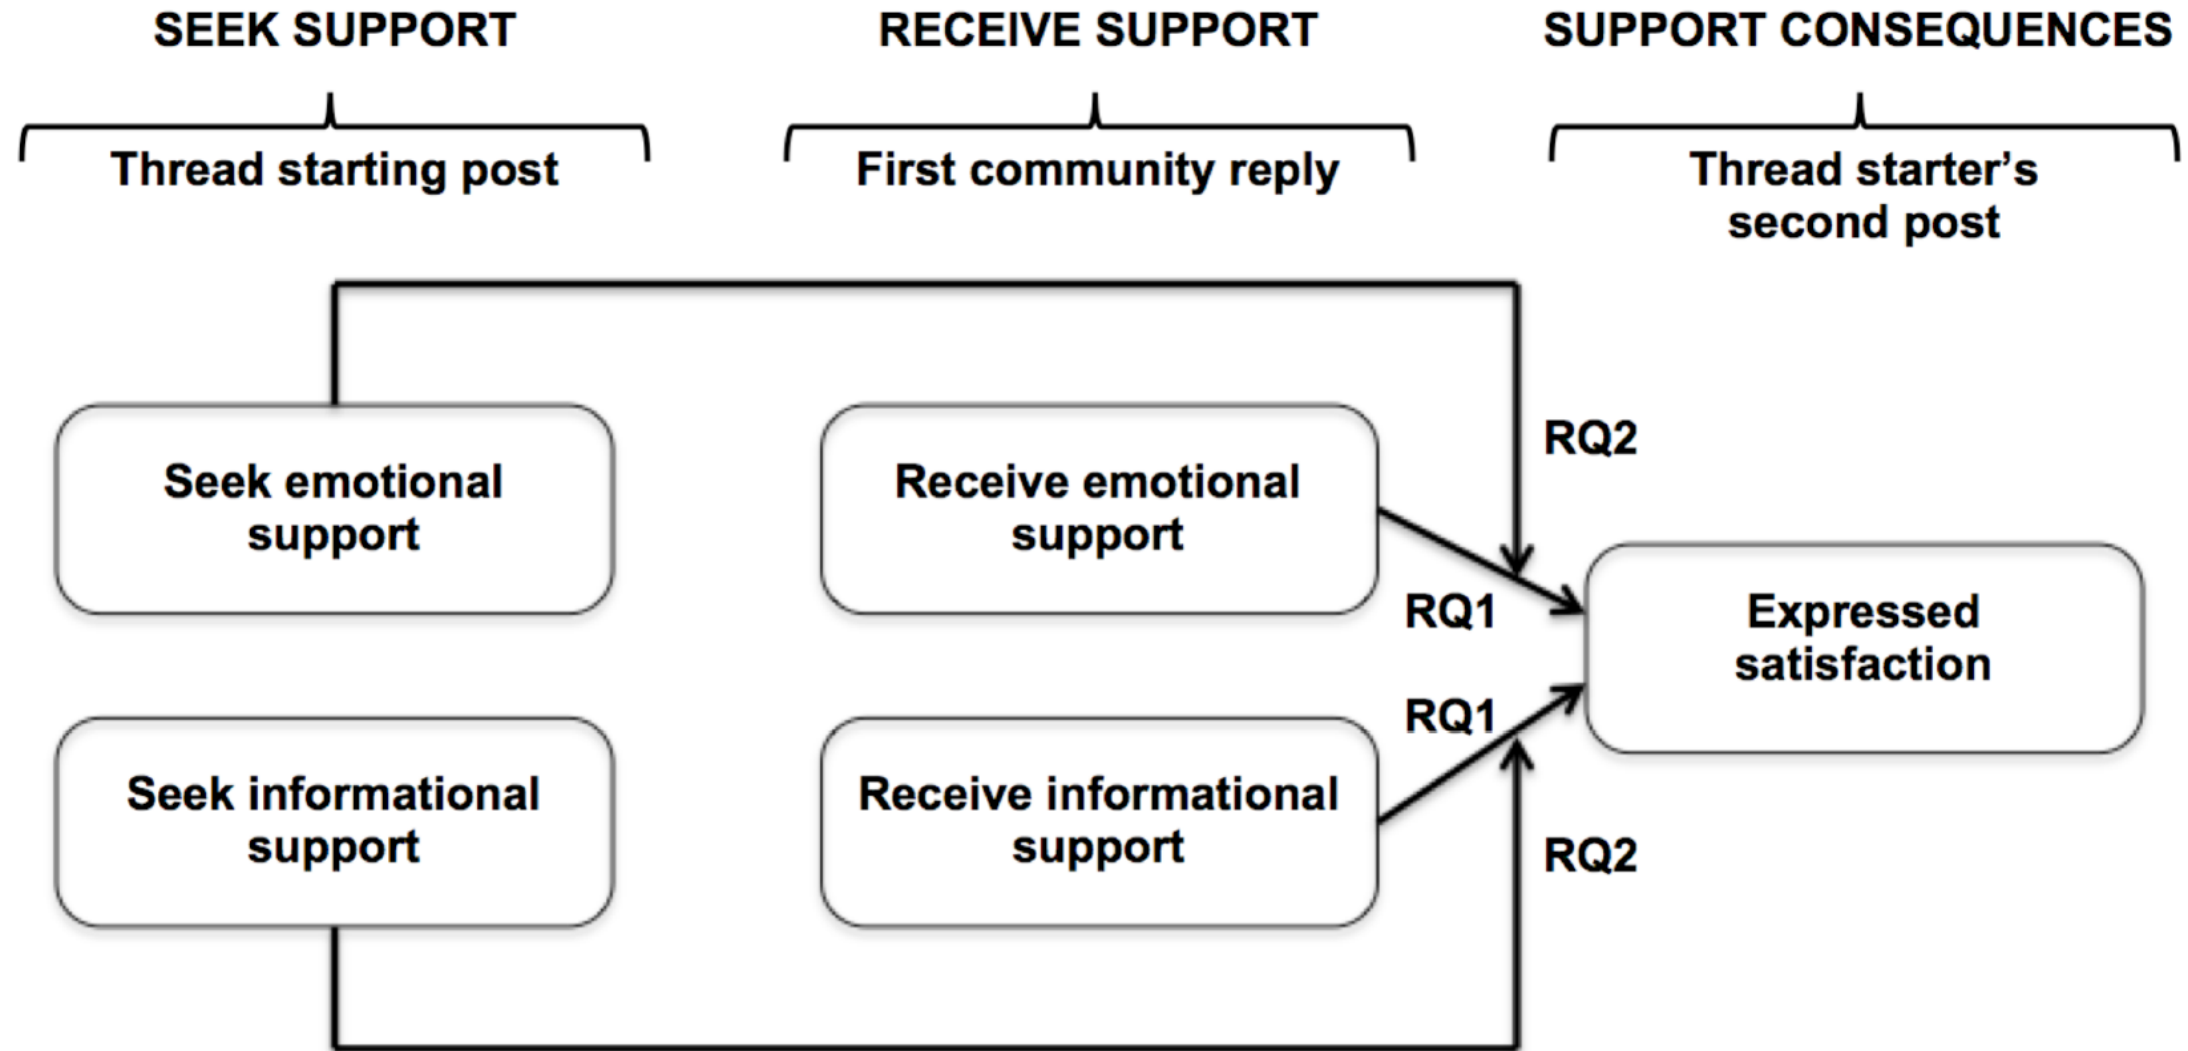 SEEK SUPPORT
RECEIVE SUPPORT
SUPPORT CONSEQUENCES
Thread starting post
First community reply
Thread starter’s
second post
RQ2
Seek emotional
support
Receive emotional
support
RQ1
Expressed
satisfaction
RQ1
Seek informational
support
Receive informational
support
RQ2